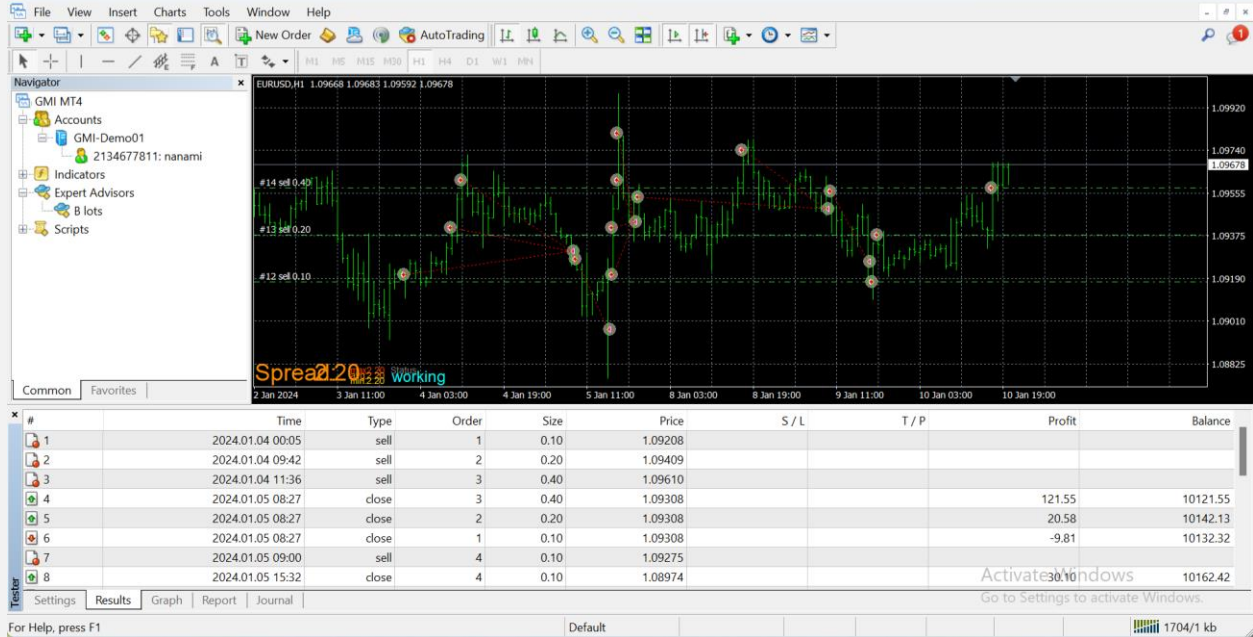 File View Insert Charts Tools Window Help
New Order AutoTrading
A T M1 M5 M15 M30 H1 H4 D1 W1 MN
Navigator
GMI MT4
Accounts
GMI-Demo01
2134677811: nanami
Indicators
Expert Advisors
B lots
Scripts
Common Favorites
EURUSD,H1 1.09668 1.09683 1.09592 1.09678
1.09920
1.09740
1.09678
#14 sell 0.40
1.09555
#13 sell 0.20
1.09375
#12 sell 0.10
1.09190
1.09010
1.08825
Spread: 2.20
min:2.20
working
2 Jan 2024 3 Jan 11:00 4 Jan 03:00 4 Jan 19:00 5 Jan 11:00 8 Jan 03:00 8 Jan 19:00 9 Jan 11:00 10 Jan 03:00 10 Jan 19:00
# Time Type Order Size Price S / L T / P Profit Balance
1 2024.01.04 00:05 sell 1 0.10 1.09208
2 2024.01.04 09:42 sell 2 0.20 1.09409
3 2024.01.04 11:36 sell 3 0.40 1.09610
4 2024.01.05 08:27 close 3 0.40 1.09308 121.55 10121.55
5 2024.01.05 08:27 close 2 0.20 1.09308 20.58 10142.13
6 2024.01.05 08:27 close 1 0.10 1.09308 -9.81 10132.32
7 2024.01.05 09:00 sell 4 0.10 1.09275
8 2024.01.05 15:32 close 4 0.10 1.08974 30.10 10162.42
Activate Windows
Go to Settings to activate Windows.
Tester
Settings Results Graph Report Journal
For Help, press F1 Default 1704/1 kb